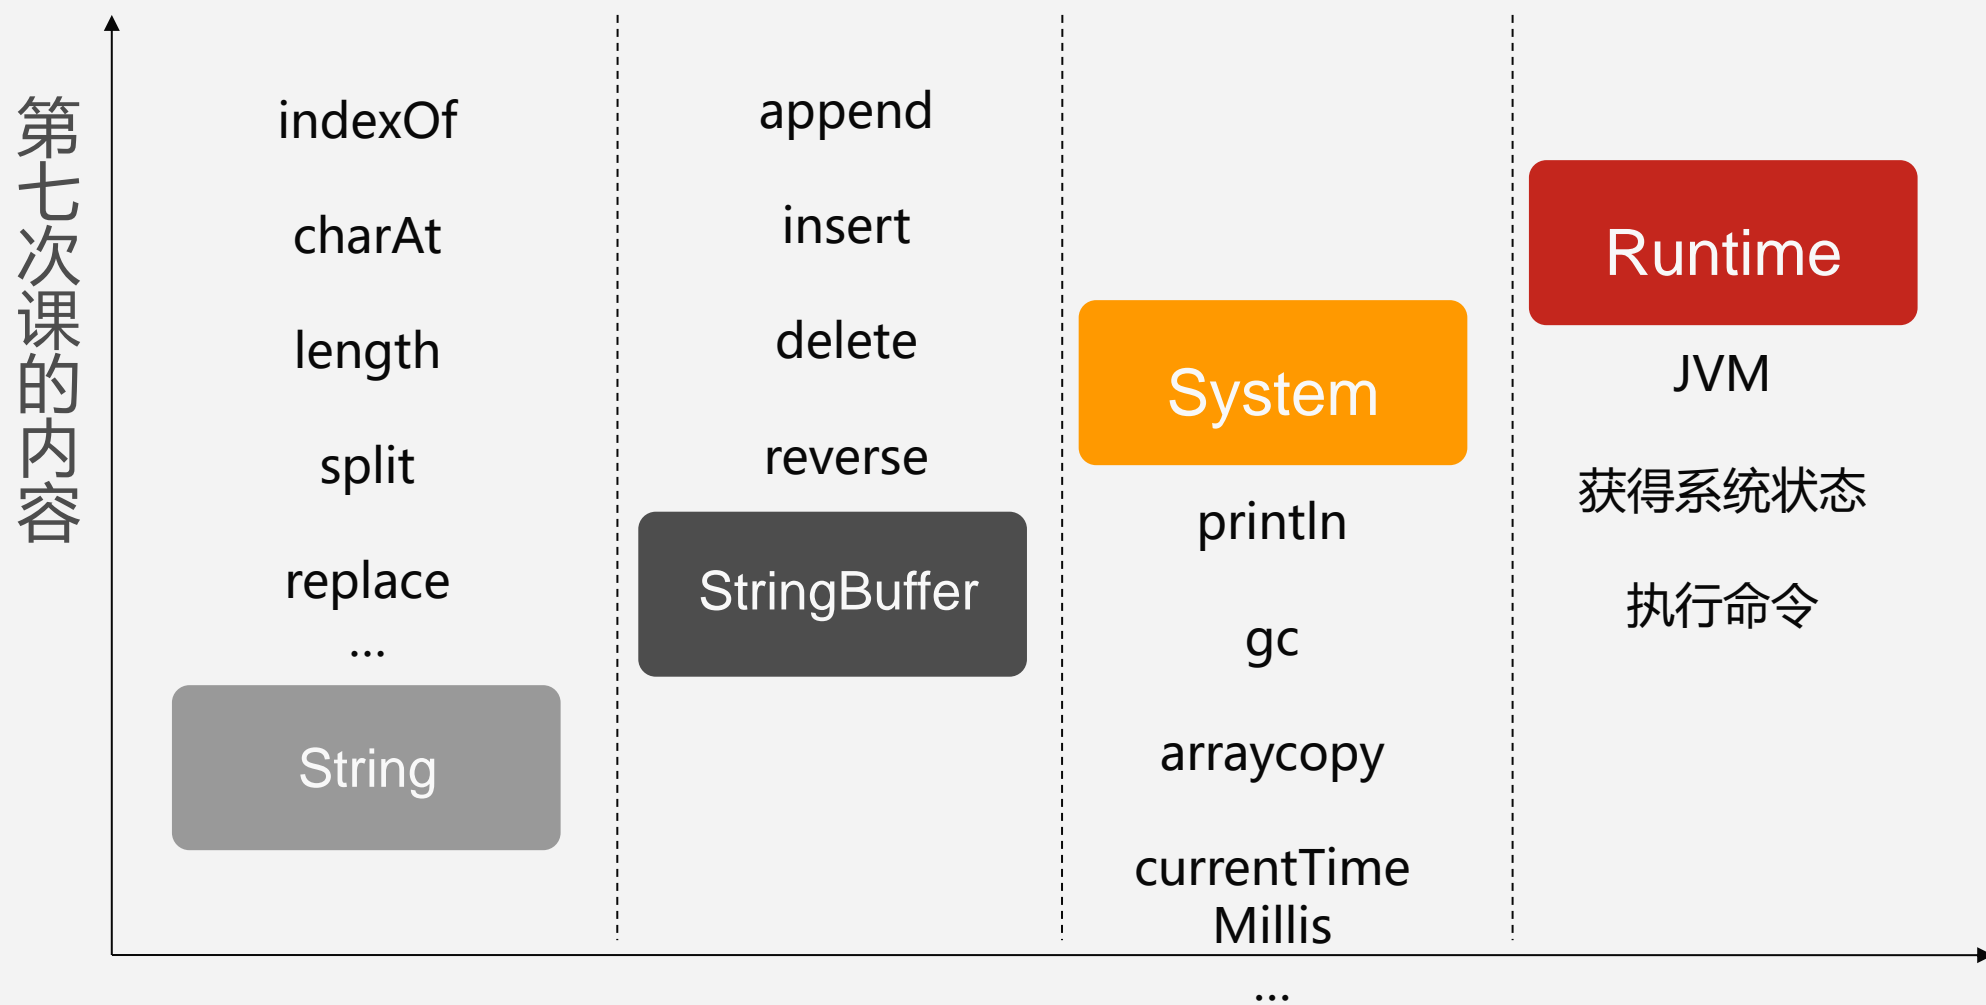 第七次课的内容
indexOf
charAt
length
split
replace
...
String
append
insert
delete
reverse
StringBuffer
System
println
gc
arraycopy
currentTime
Millis
...
Runtime
JVM
获得系统状态
执行命令